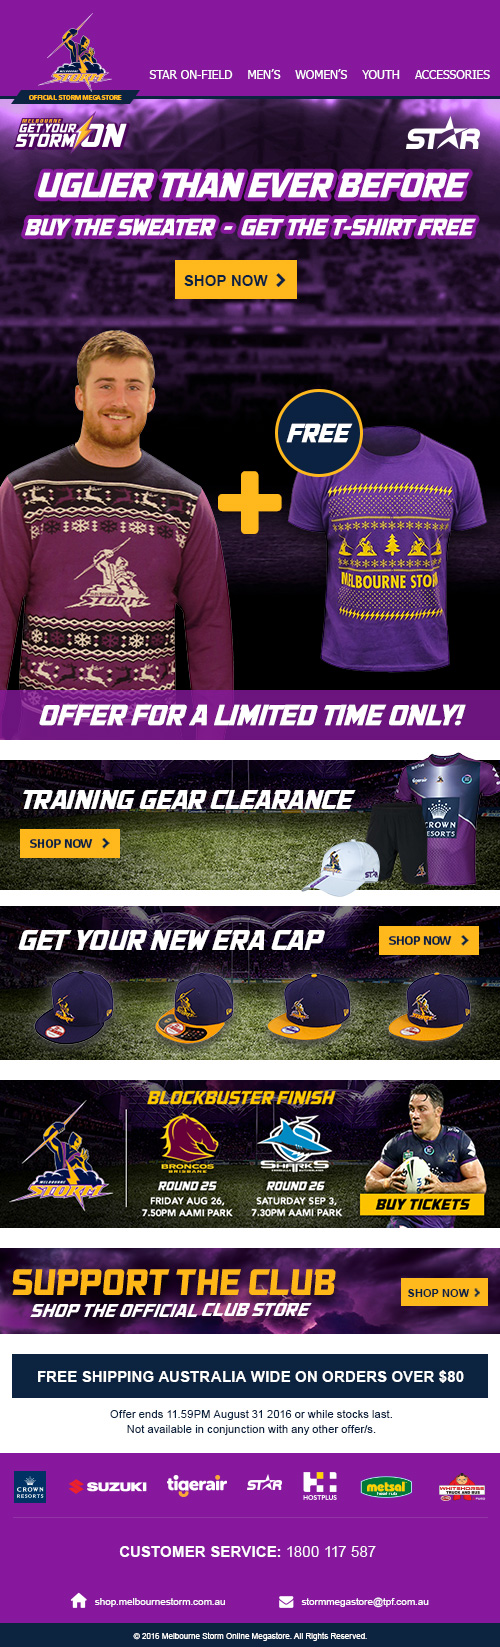 MELBOURNE
STORM
OFFICIAL STORM MEGASTORE
STAR ON-FIELD MEN'S WOMEN'S YOUTH ACCESSORIES
MELBOURNE
GET YOUR
STORM ON
STAR
UGLIER THAN EVER BEFORE
BUY THE SWEATER - GET THE T-SHIRT FREE
SHOP NOW
FREE
STORM
MELBOURNE STO
OFFER FOR A LIMITED TIME ONLY!
TRAINING GEAR CLEARANCE
SHOP NOW
tigerair
CROWN
RESORTS
GET YOUR NEW ERA CAP
SHOP NOW
BLOCKBUSTER FINISH
MELBOURNE
STORM
BRONCOS
BRISBANE
SHARKS
ROUND 25
FRIDAY AUG 26,
7.50PM AAMI PARK
ROUND 26
SATURDAY SEP 3,
7.30PM AAMI PARK
BUY TICKETS
SUPPORT THE CLUB
SHOP THE OFFICIAL CLUB STORE
SHOP NOW
FREE SHIPPING AUSTRALIA WIDE ON ORDERS OVER $80
Offer ends 11.59PM August 31 2016 or while stocks last.
Not available in conjunction with any other offer/s.
CROWN
RESORTS
SUZUKI
tigerair
STAR
HOSTPLUS
metsal
WHITEHORSE
TRUCK AND BUS
CUSTOMER SERVICE: 1800 117 587
shop.melbournestorm.com.au stormmegastore@tpf.com.au
© 2016 Melbourne Storm Online Megastore. All Rights Reserved.